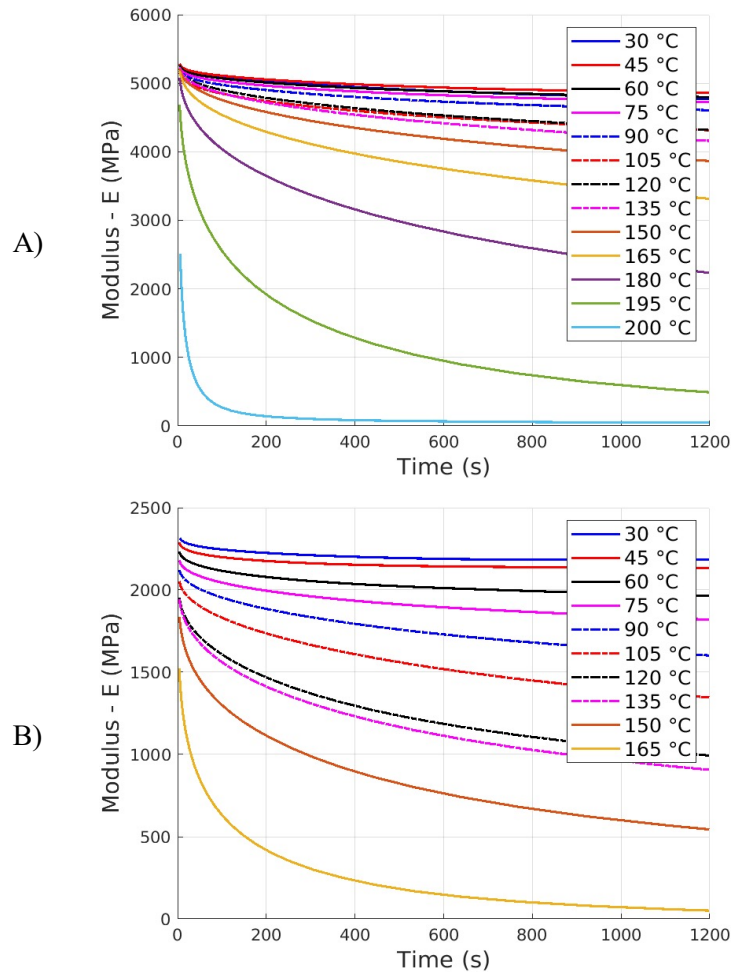 A)
Modulus - E (MPa)
6000
5000
4000
3000
2000
1000
0
0 200 400 600 800 1000 1200
Time (s)
30 °C
45 °C
60 °C
75 °C
90 °C
105 °C
120 °C
135 °C
150 °C
165 °C
180 °C
195 °C
200 °C
B)
Modulus - E (MPa)
2500
2000
1500
1000
500
0
0 200 400 600 800 1000 1200
Time (s)
30 °C
45 °C
60 °C
75 °C
90 °C
105 °C
120 °C
135 °C
150 °C
165 °C